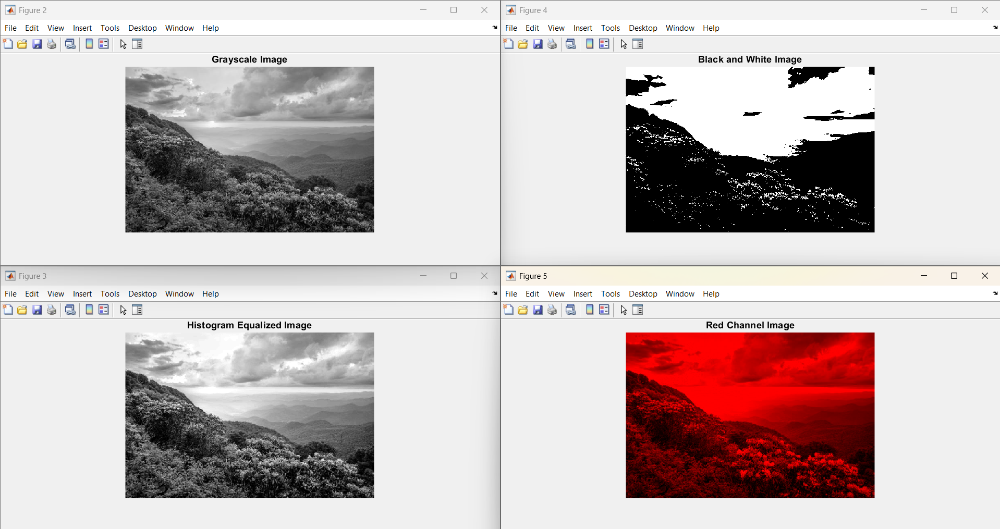 Figure 2
File Edit View Insert Tools Desktop Window Help
Grayscale Image
Figure 4
File Edit View Insert Tools Desktop Window Help
Black and White Image
Figure 3
File Edit View Insert Tools Desktop Window Help
Histogram Equalized Image
Figure 5
File Edit View Insert Tools Desktop Window Help
Red Channel Image